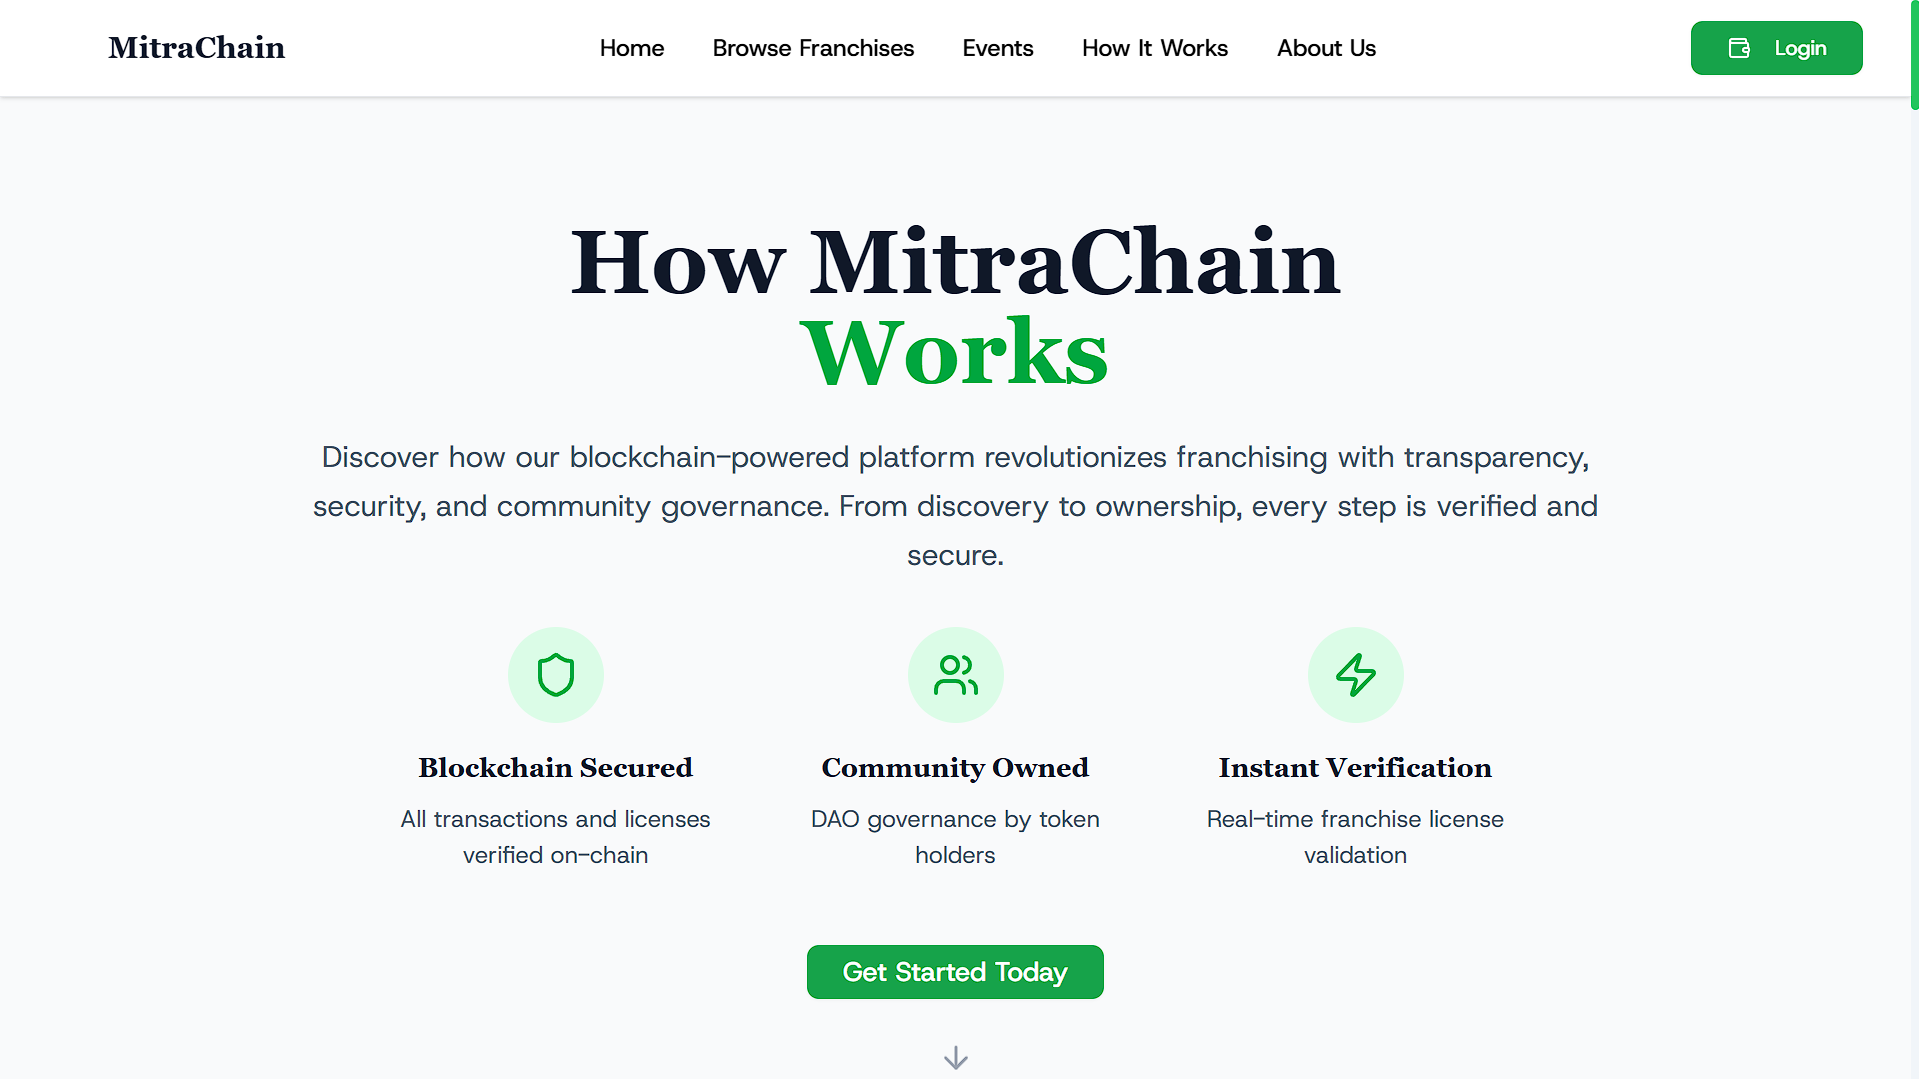 MitraChain
Home
Browse Franchises
Events
How It Works
About Us
Login
How MitraChain
Works
Discover how our blockchain-powered platform revolutionizes franchising with transparency,
security, and community governance. From discovery to ownership, every step is verified and
secure.
Blockchain Secured
All transactions and licenses
verified on-chain
Community Owned
DAO governance by token
holders
Instant Verification
Real-time franchise license
validation
Get Started Today